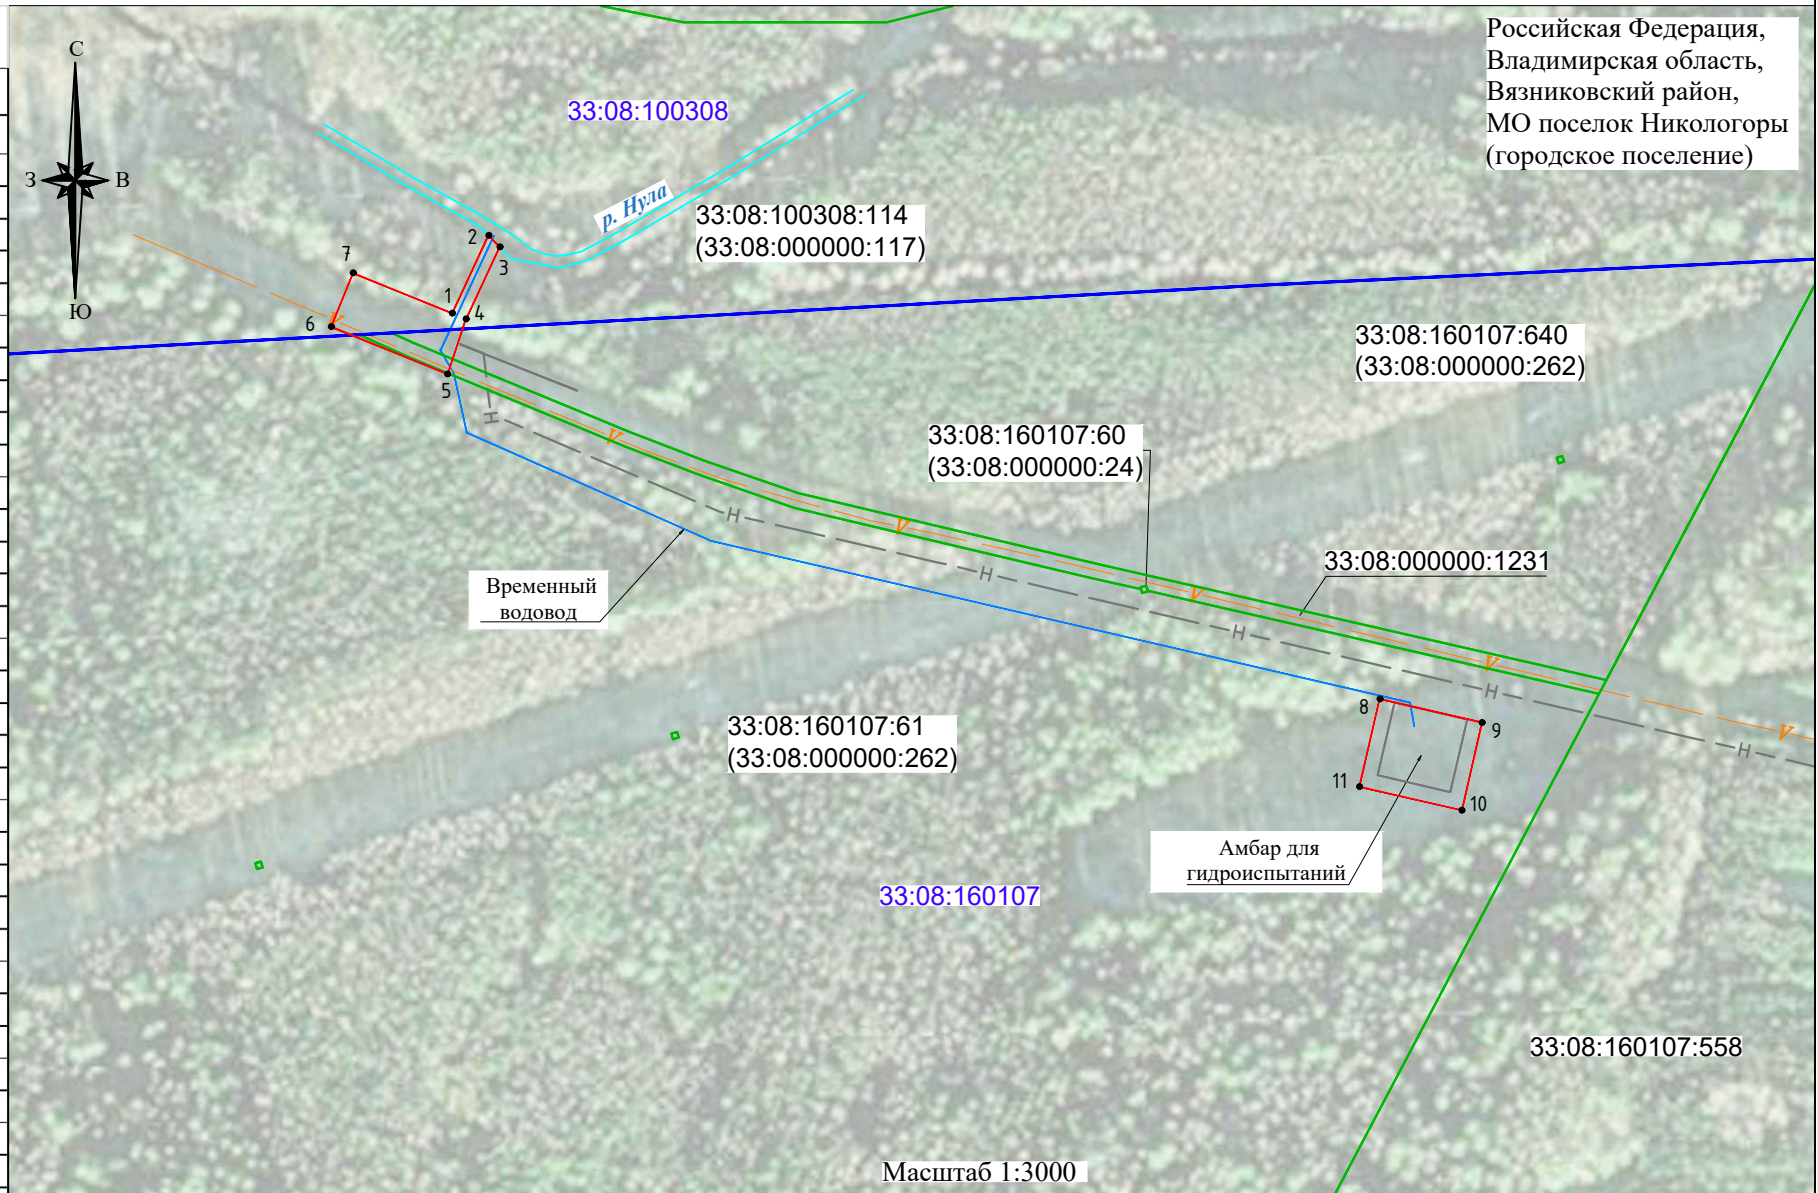 Российская Федерация,
Владимирская область,
Вязниковский район,
МО поселок Никологоры
(городское поселение)
С
З
В
Ю
33:08:100308
р. Нула
33:08:100308:114
(33:08:000000:117)
2
3
7
1
4
6
5
V
33:08:160107:640
(33:08:000000:262)
33:08:160107:60
(33:08:000000:24)
H
V
H
V
33:08:000000:1231
Временный
водовод
H
V
H
V
H
V
H
8
9
11
10
33:08:160107:61
(33:08:000000:262)
Амбар для
гидроиспытаний
33:08:160107
33:08:160107:558
Масштаб 1:3000